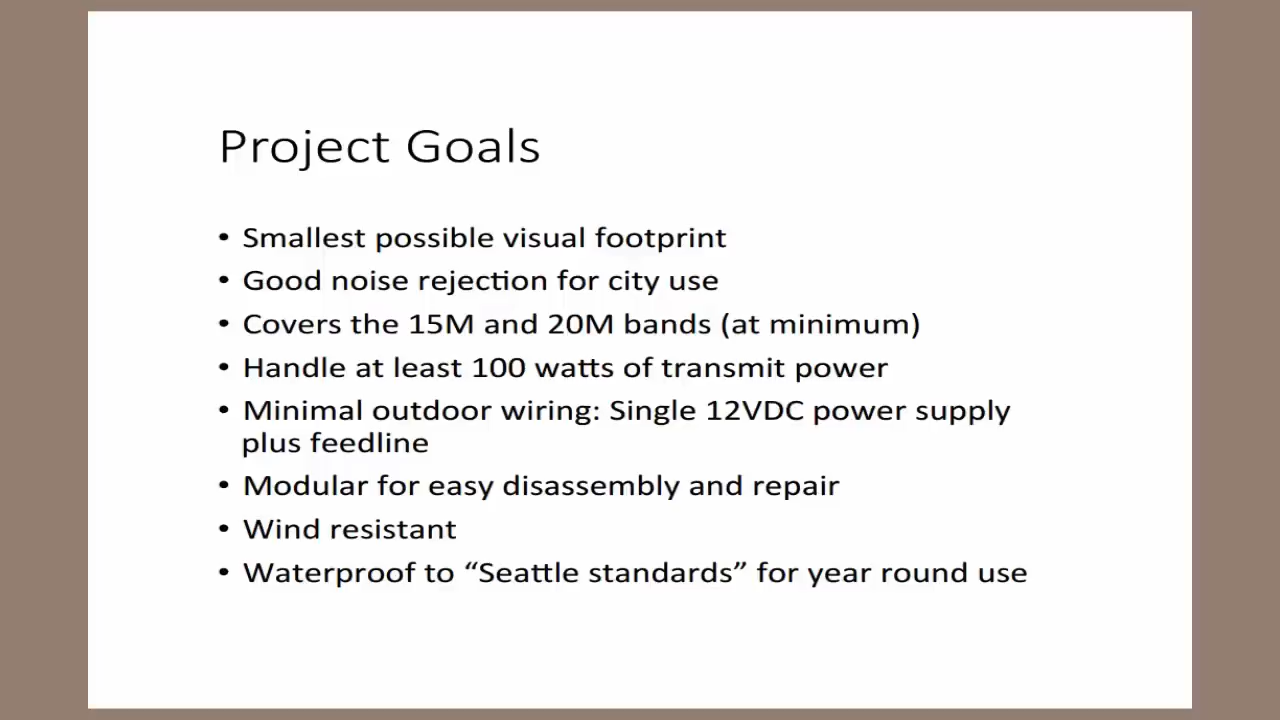 Project Goals
• Smallest possible visual footprint
• Good noise rejection for city use
• Covers the 15M and 20M bands (at minimum)
• Handle at least 100 watts of transmit power
• Minimal outdoor wiring: Single 12VDC power supply
plus feedline
• Modular for easy disassembly and repair
• Wind resistant
• Waterproof to “Seattle standards” for year round use